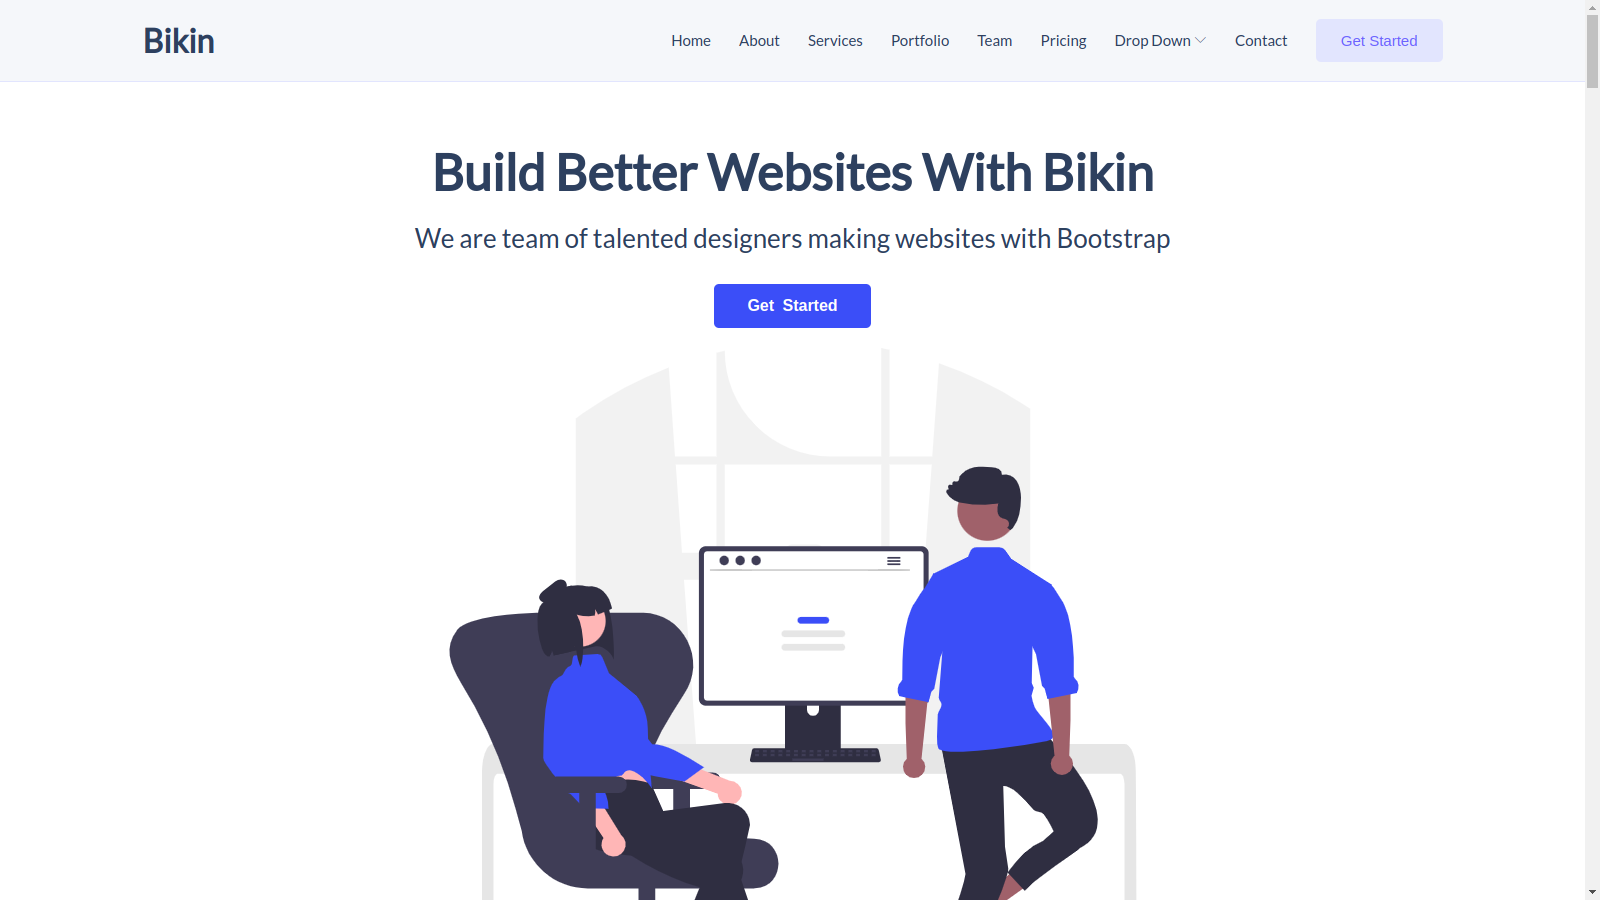 Bikin
Home About Services Portfolio Team Pricing Drop Down Contact Get Started
Build Better Websites With Bikin
We are team of talented designers making websites with Bootstrap
Get Started